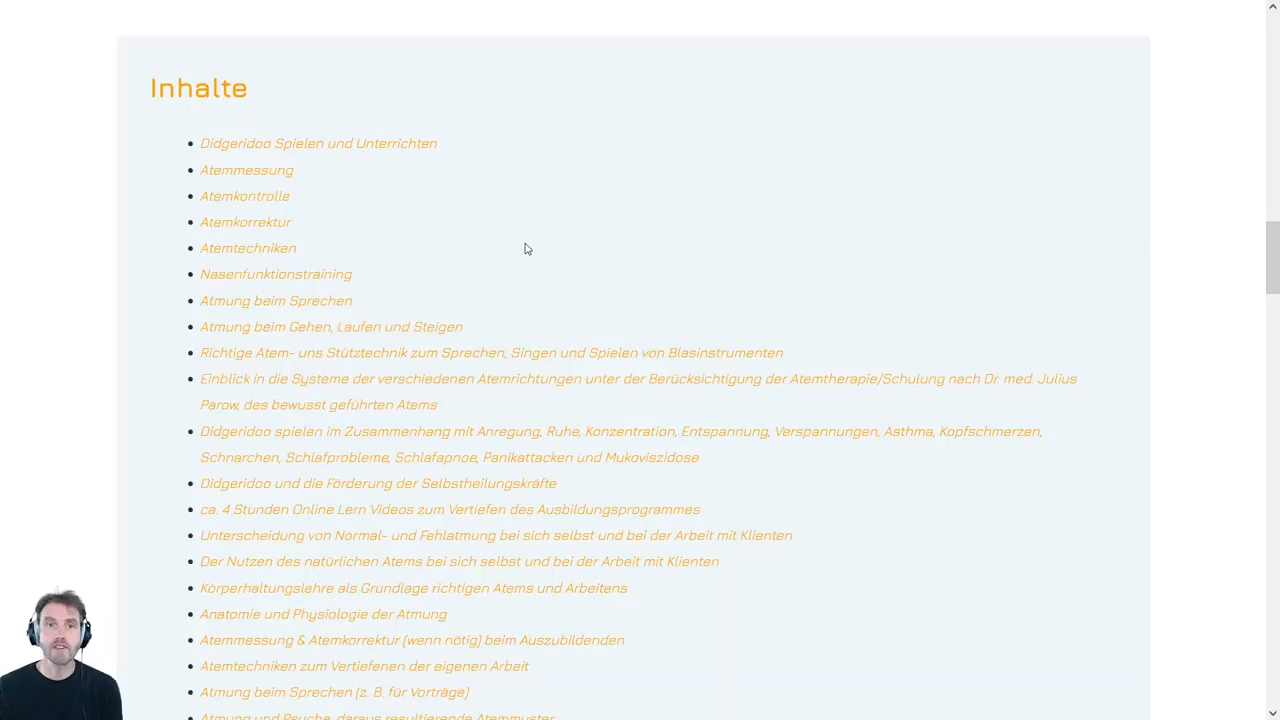 Inhalte
Didgeridoo Spielen und Unterrichten
Atemmessung
Atemkontrolle
Atemkorrektur
Atemtechniken
Nasenfunktionstraining
Atmung beim Sprechen
Atmung beim Gehen, Laufen und Steigen
Richtige Atem- uns Stütztechnik zum Sprechen, Singen und Spielen von Blasinstrumenten
Einblick in die Systeme der verschiedenen Atemrichtungen unter der Berücksichtigung der Atemtherapie/Schulung nach Dr. med. Julius
Parow, des bewusst geführten Atems
Didgeridoo spielen im Zusammenhang mit Anregung, Ruhe, Konzentration, Entspannung, Verspannungen, Asthma, Kopfschmerzen,
Schnarchen, Schlafprobleme, Schlafapnoe, Panikattacken und Mukoviszidose
Didgeridoo und die Förderung der Selbstheilungskräfte
ca. 4 Stunden Online Lern Videos zum Vertiefen des Ausbildungsprogrammes
Unterscheidung von Normal- und Fehlatmung bei sich selbst und bei der Arbeit mit Klienten
Der Nutzen des natürlichen Atems bei sich selbst und bei der Arbeit mit Klienten
Körperhaltungslehre als Grundlage richtigen Atems und Arbeitens
Anatomie und Physiologie der Atmung
Atemmessung & Atemkorrektur (wenn nötig) beim Auszubildenden
Atemtechniken zum Vertiefenen der eigenen Arbeit
Atmung beim Sprechen (z. B. für Vorträge)
Atmung und Psyche, daraus resultierende Atemmuster